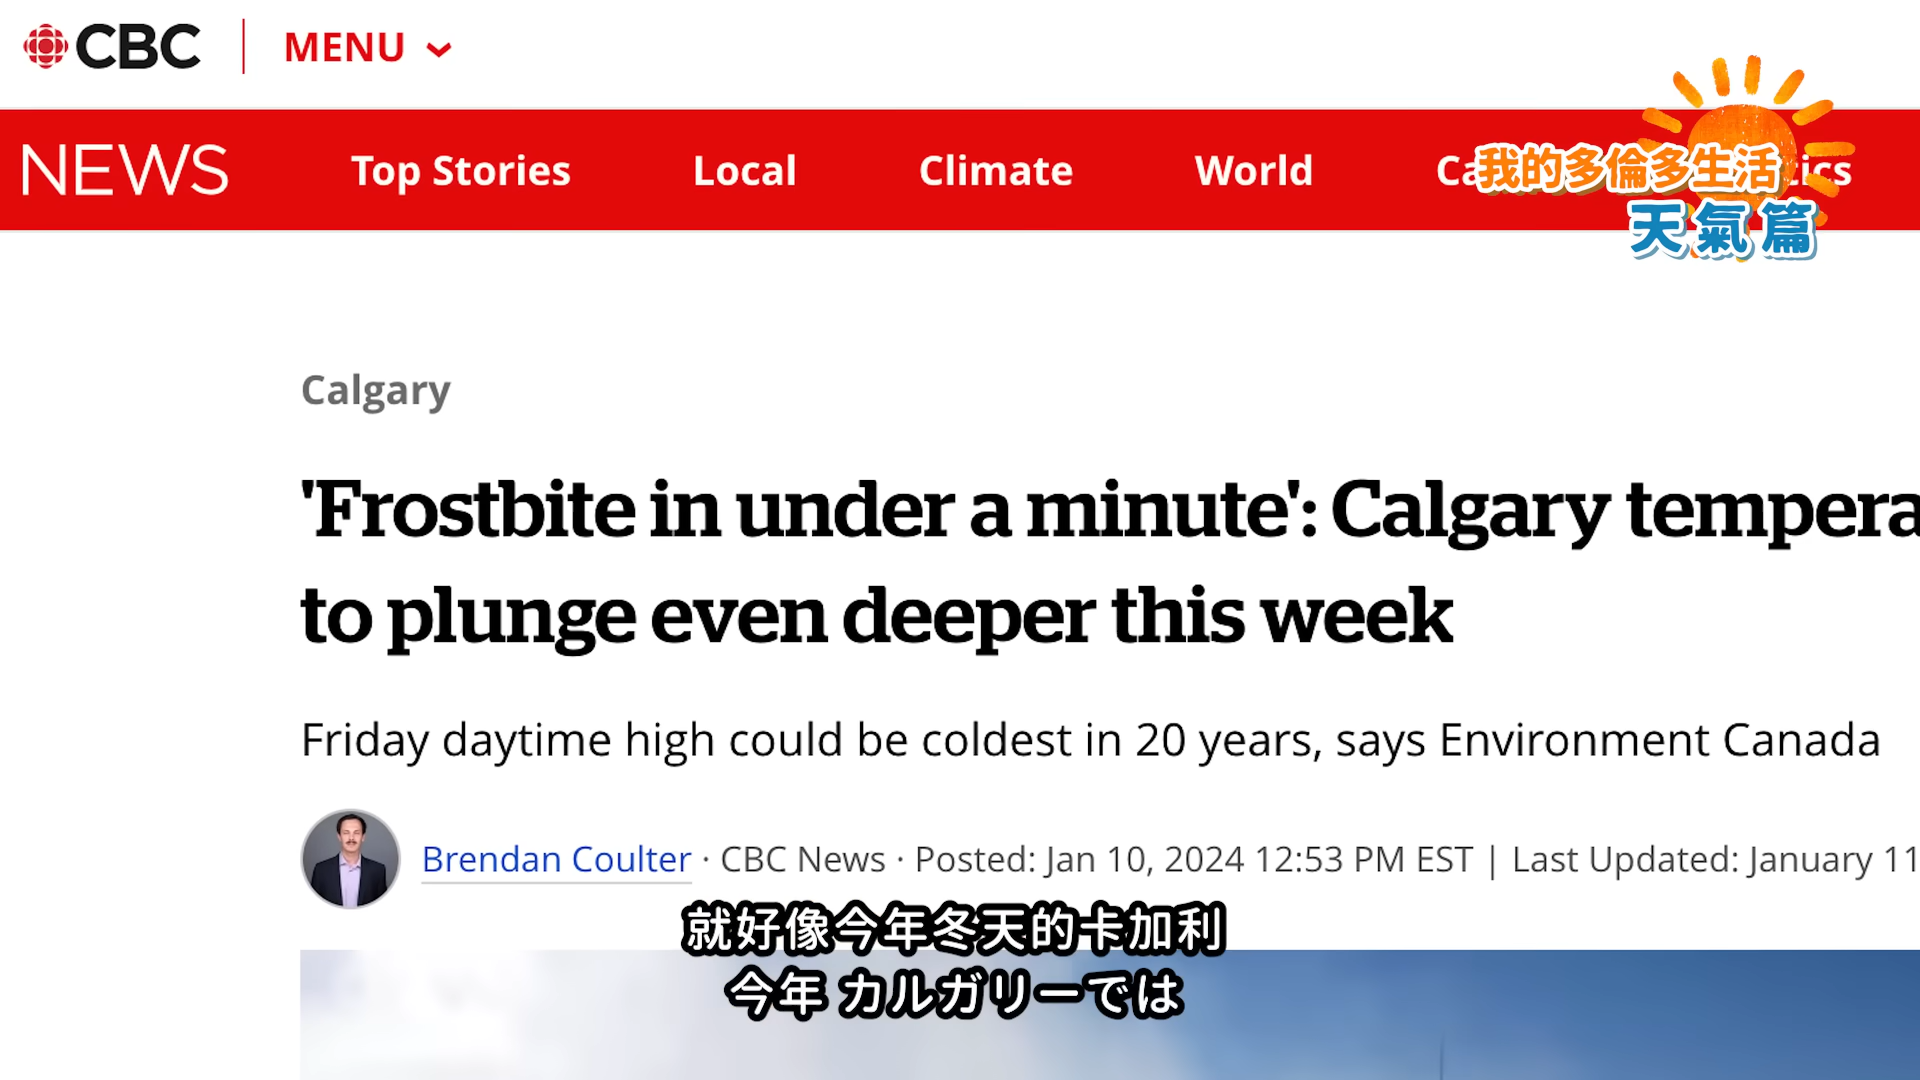 CBC
MENU
NEWS
Top Stories
Local
Climate
World
我的多倫多生活
天氣篇
Calgary
'Frostbite in under a minute': Calgary
to plunge even deeper this week
Friday daytime high could be coldest in 20 years, says Environment Canada
Brendan Coulter · CBC News · Posted: Jan 10, 2024 12:53 PM EST | Last Updated: January 11
就好像今年冬天的卡加利
今年 カルガリーでは